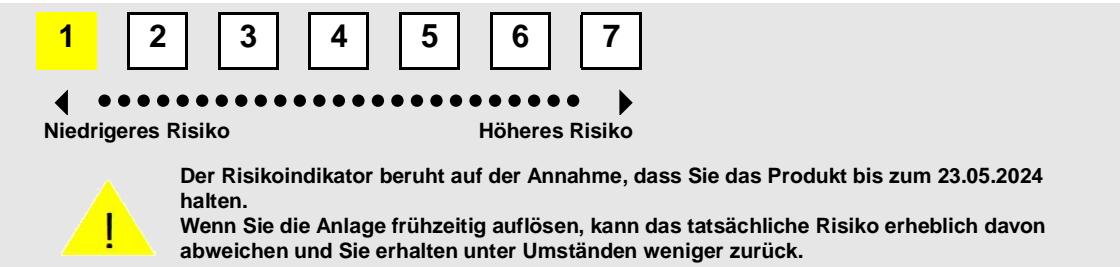 1 2 3 4 5 6 7
Niedrigeres Risiko Höheres Risiko
Der Risikoindikator beruht auf der Annahme, dass Sie das Produkt bis zum 23.05.2024
halten.
Wenn Sie die Anlage frühzeitig auflösen, kann das tatsächliche Risiko erheblich davon
abweichen und Sie erhalten unter Umständen weniger zurück.
!